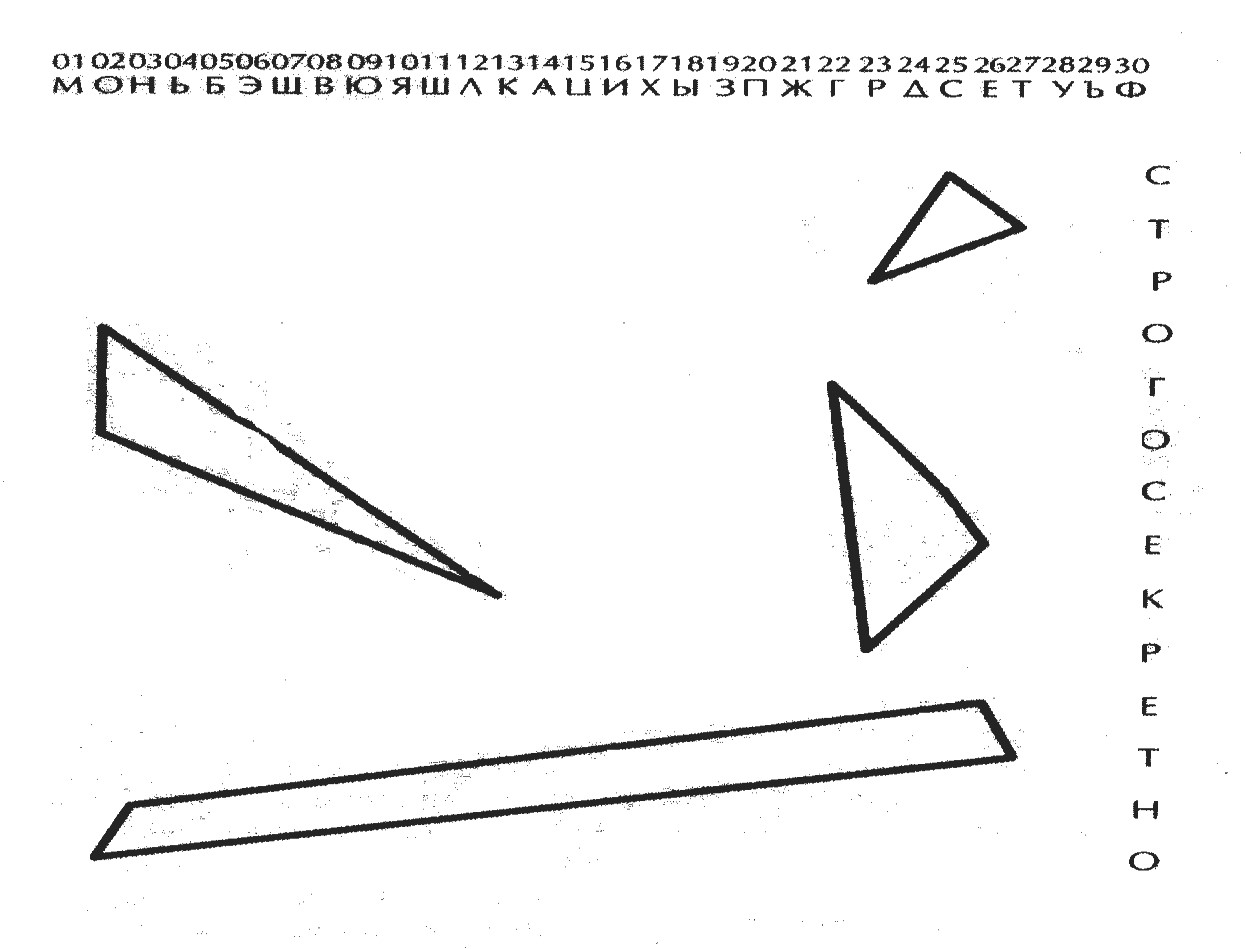 01 02 03 04 05 06 07 08 09 10 11 12 13 14 15 16 17 18 19 20 21 22 23 24 25 26 27 28 29 30
М О Н Ь Б Э Ш В Ю Я Ш Л К А Ц И Х Ы З П Ж Г Р Д С Е Т У Ъ Ф
С
Т
Р
О
Г
О
С
Е
К
Р
Е
Т
Н
О